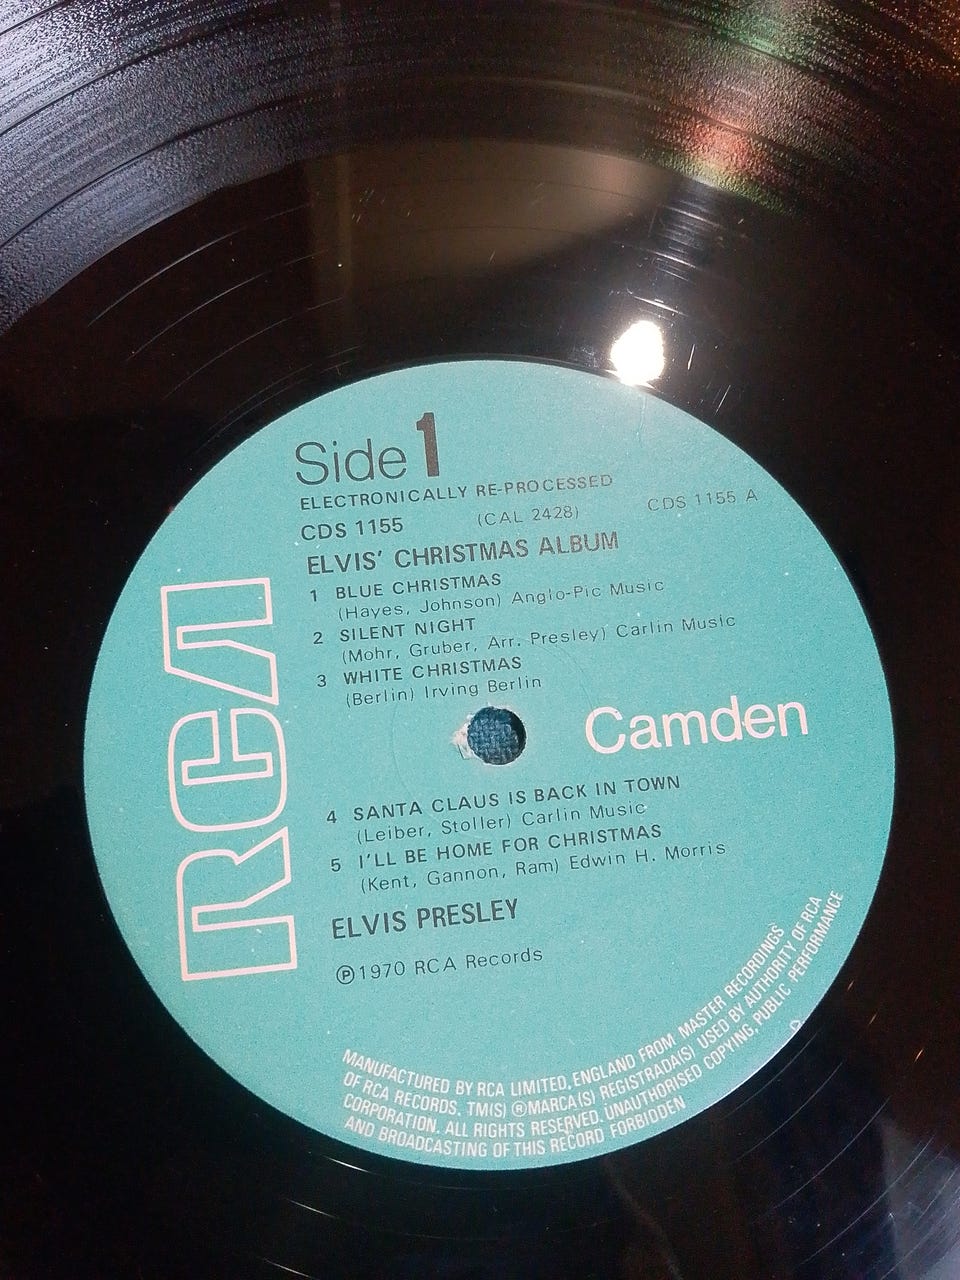 Side 1
ELECTRONICALLY RE-PROCESSED
CDS 1155 (CAL 2428) CDS 1155 A
ELVIS' CHRISTMAS ALBUM
1 BLUE CHRISTMAS
(Hayes, Johnson) Anglo-Pic Music
2 SILENT NIGHT
(Mohr, Gruber, Arr. Presley) Carlin Music
3 WHITE CHRISTMAS
(Berlin) Irving Berlin
RCA
Camden
4 SANTA CLAUS IS BACK IN TOWN
(Leiber, Stoller) Carlin Music
5 I'LL BE HOME FOR CHRISTMAS
(Kent, Gannon, Ram) Edwin H. Morris
ELVIS PRESLEY
℗1970 RCA Records
MANUFACTURED BY RCA LIMITED, ENGLAND FROM MASTER RECORDINGS
OF RCA RECORDS. TM(S) ®MARCA(S) REGISTRADA(S) USED BY AUTHORITY OF RCA
CORPORATION. ALL RIGHTS RESERVED. UNAUTHORISED COPYING, PUBLIC PERFORMANCE
AND BROADCASTING OF THIS RECORD FORBIDDEN